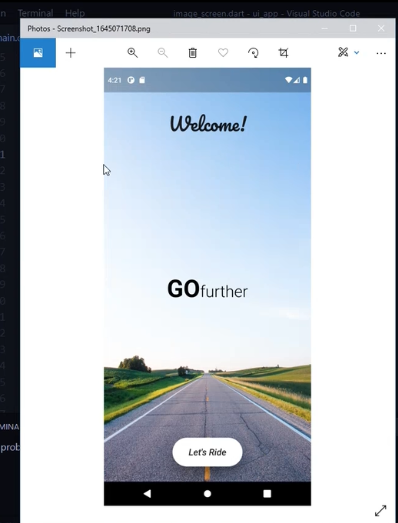 Terminal Help image_screen.dart - ui_app - Visual Studio Code
Photos - Screenshot_1645071708.png
main.c
4:21
Welcome!
GOfurther
Let's Ride
MINA
prob